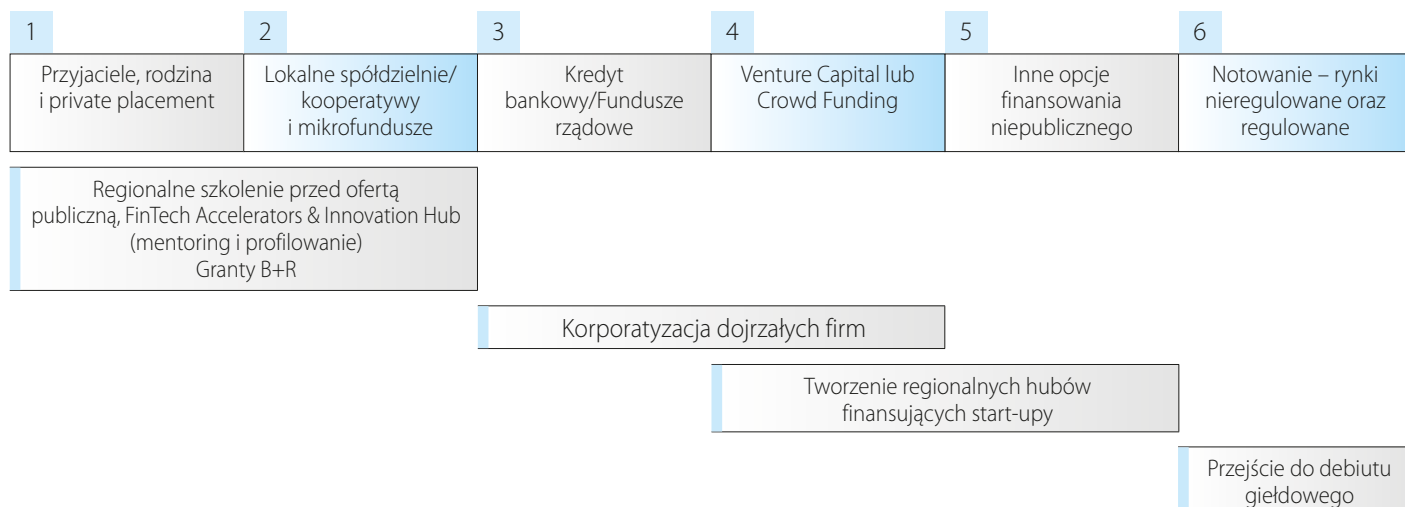 1
2
3
4
5
6
Przyjaciele, rodzina
i private placement
Lokalne spółdzielnie/
kooperatywy
i mikrofundusze
Kredyt
bankowy/Fundusze
rządowe
Venture Capital lub
Crowd Funding
Inne opcje
finansowania
niepublicznego
Notowanie – rynki
nieregulowane oraz
regulowane
Regionalne szkolenie przed ofertą
publiczną, FinTech Accelerators & Innovation Hub
(mentoring i profilowanie)
Granty B+R
Korporatyzacja dojrzałych firm
Tworzenie regionalnych hubów
finansujących start-upy
Przejście do debiutu
giełdowego